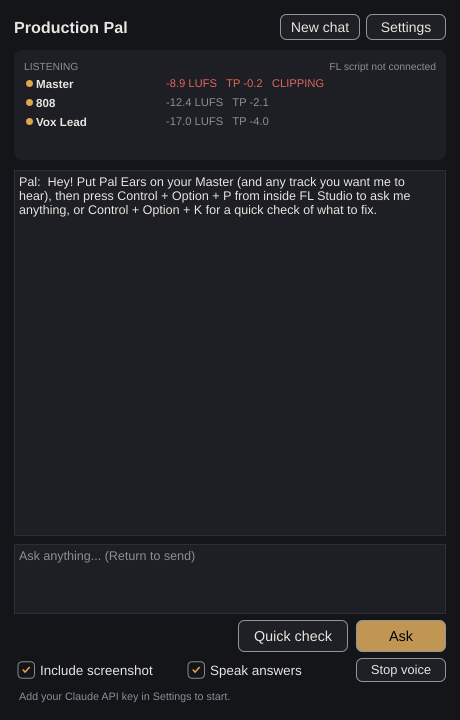 Production Pal
New chat
Settings
LISTENING
FL script not connected
Master -8.9 LUFS TP -0.2 CLIPPING
808 -12.4 LUFS TP -2.1
Vox Lead -17.0 LUFS TP -4.0
Pal: Hey! Put Pal Ears on your Master (and any track you want me to
hear), then press Control + Option + P from inside FL Studio to ask me
anything, or Control + Option + K for a quick check of what to fix.
Ask anything... (Return to send)
Quick check
Ask
Include screenshot
Speak answers
Stop voice
Add your Claude API key in Settings to start.